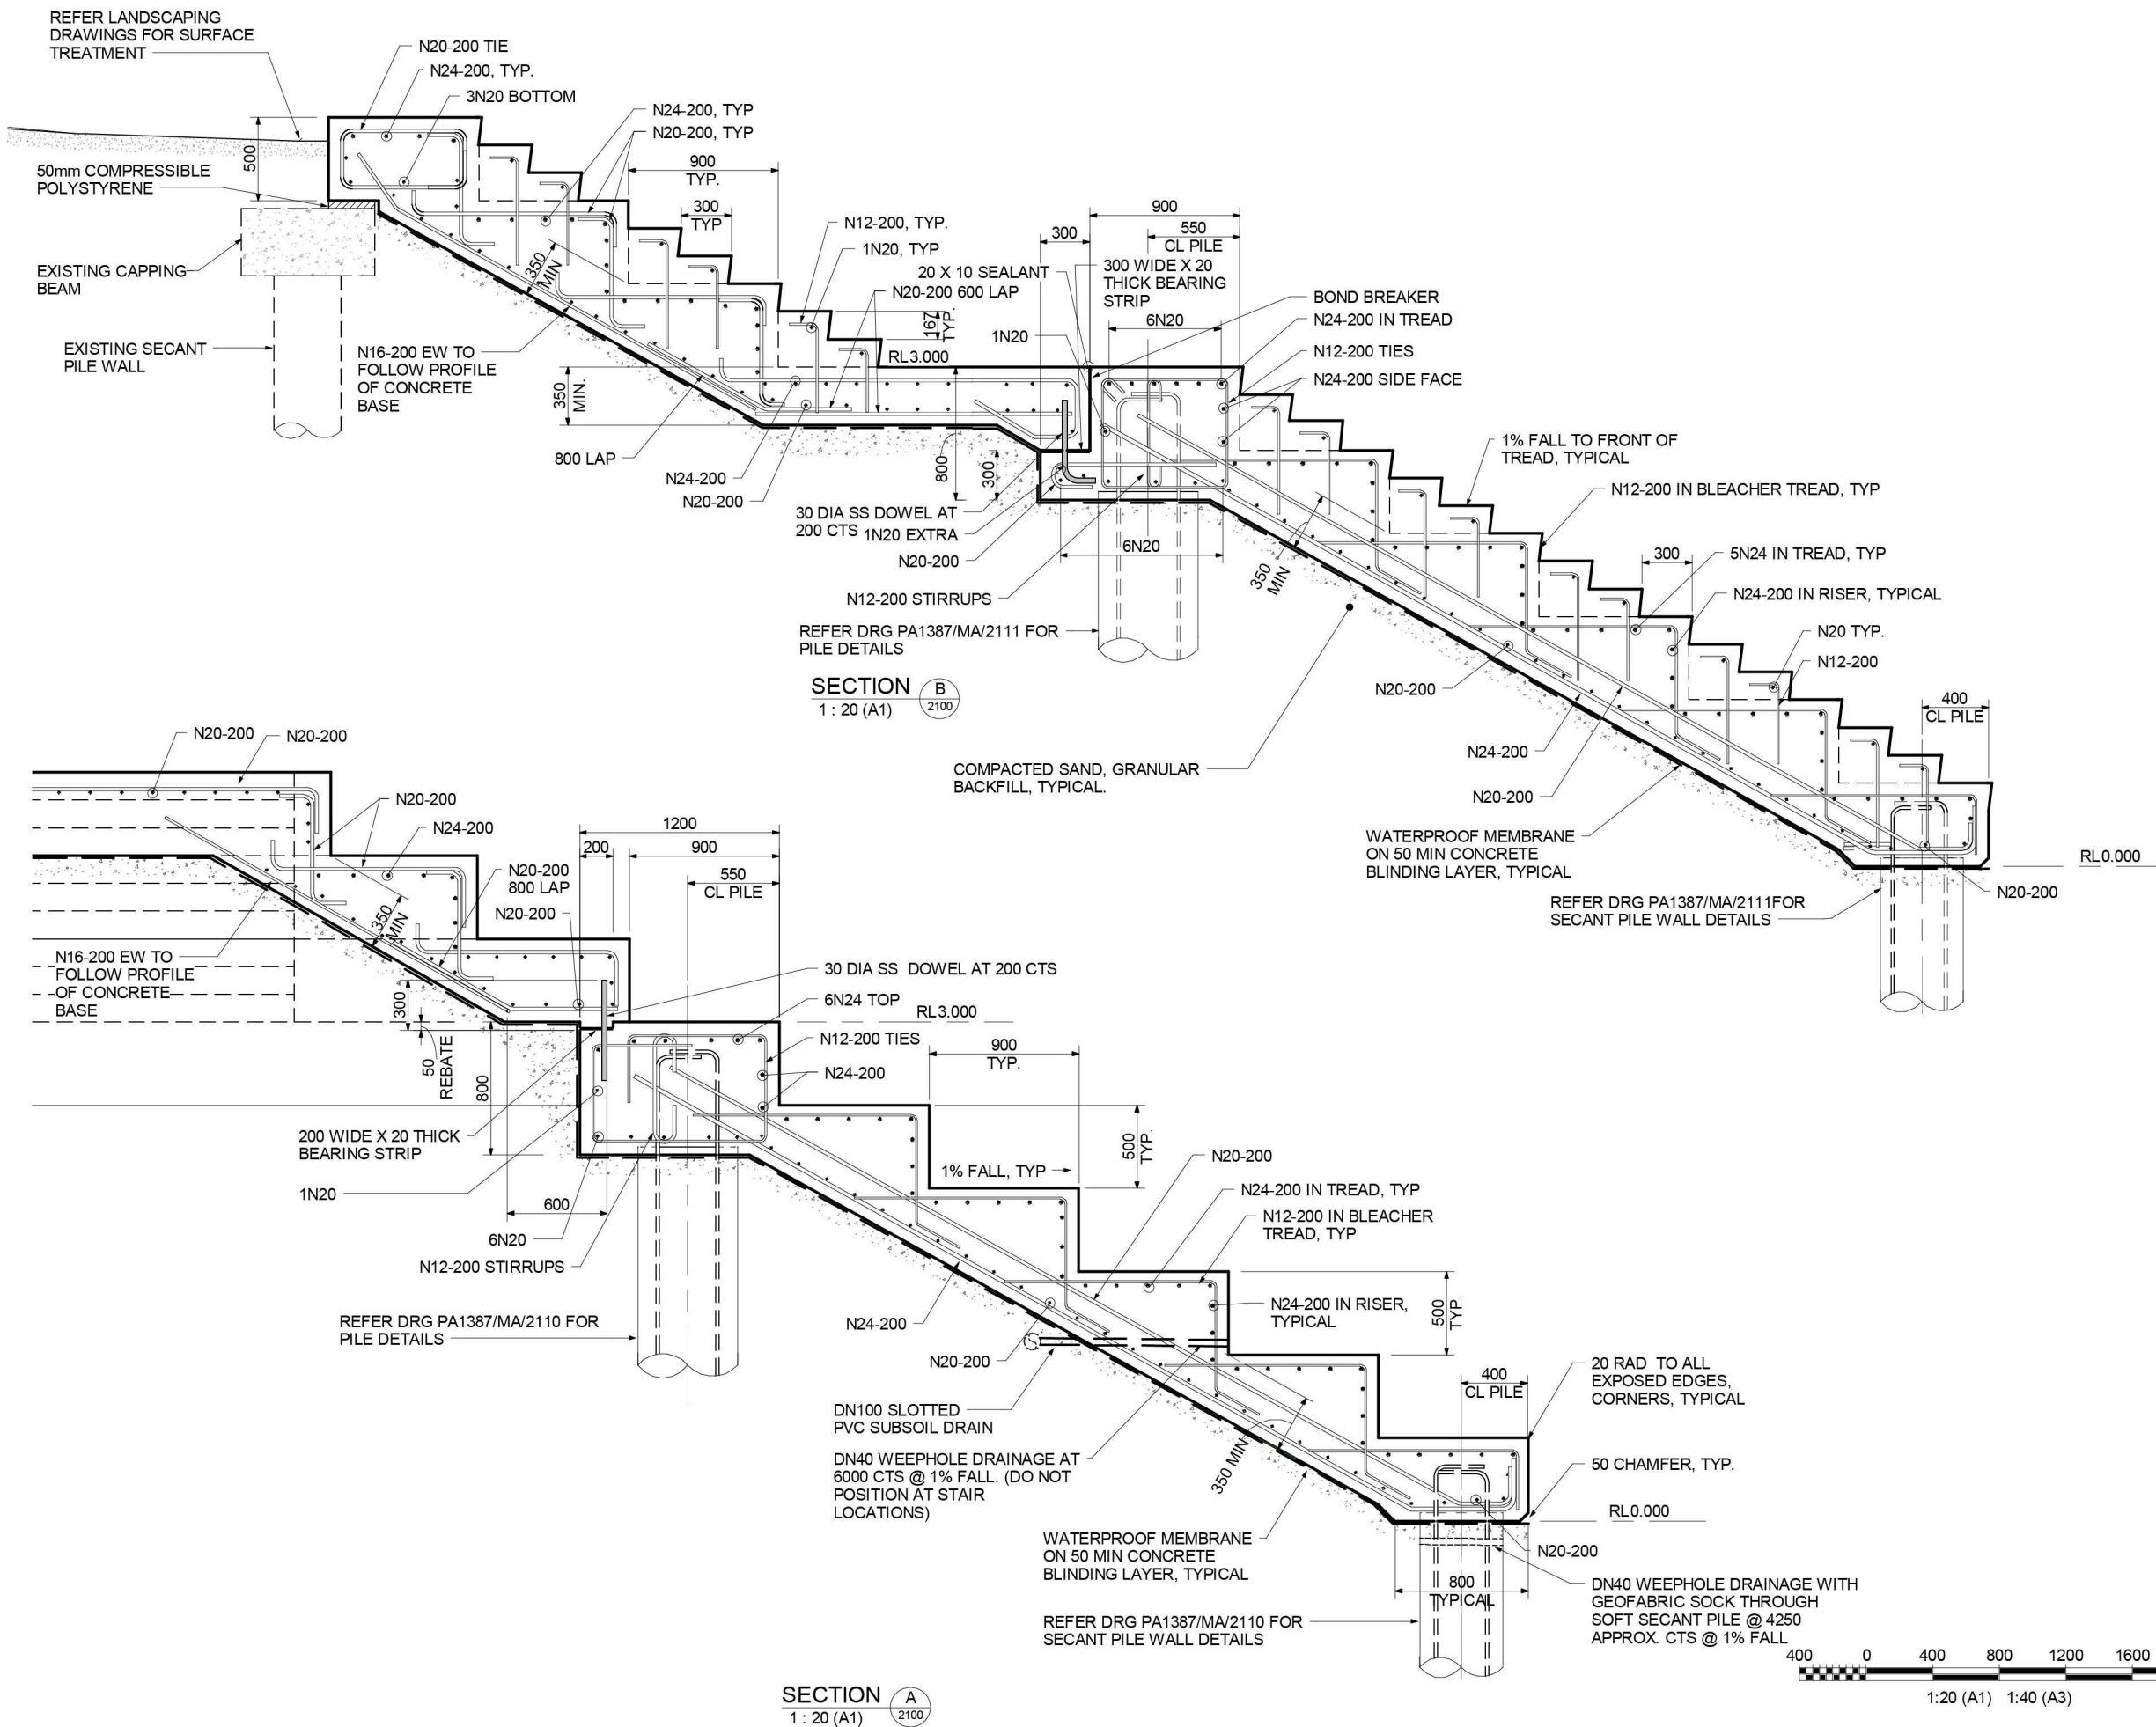 REFER LANDSCAPING
DRAWINGS FOR SURFACE
TREATMENT
N20-200 TIE
N24-200, TYP.
3N20 BOTTOM
N24-200, TYP
N20-200, TYP
500
50mm COMPRESSIBLE
POLYSTYRENE
900
TYP.
300
TYP
EXISTING CAPPING
BEAM
350
MIN
EXISTING SECANT
PILE WALL
N16-200 EW TO
FOLLOW PROFILE
OF CONCRETE
BASE
N12-200, TYP.
1N20, TYP
20 X 10 SEALANT
N20-200 600 LAP
167
TYP.
RL3.000
350
MIN.
800 LAP
N24-200
N20-200
300
900
550
CL PILE
300 WIDE X 20
THICK BEARING
STRIP
6N20
1N20
BOND BREAKER
N24-200 IN TREAD
N12-200 TIES
N24-200 SIDE FACE
800
300
30 DIA SS DOWEL AT
200 CTS
1N20 EXTRA
N20-200
6N20
N12-200 STIRRUPS
REFER DRG PA1387/MA/2111 FOR
PILE DETAILS
350
MIN
1% FALL TO FRONT OF
TREAD, TYPICAL
N12-200 IN BLEACHER TREAD, TYP
300
5N24 IN TREAD, TYP
N24-200 IN RISER, TYPICAL
N20 TYP.
N12-200
N20-200
N24-200
N20-200
400
CL PILE
COMPACTED SAND, GRANULAR
BACKFILL, TYPICAL.
WATERPROOF MEMBRANE
ON 50 MIN CONCRETE
BLINDING LAYER, TYPICAL
RL0.000
REFER DRG PA1387/MA/2111FOR
SECANT PILE WALL DETAILS
N20-200
SECTION
B
2100
1 : 20 (A1)
N20-200
N20-200
N20-200
N24-200
N20-200
800 LAP
N20-200
350
MIN
N16-200 EW TO
FOLLOW PROFILE
OF CONCRETE
BASE
1200
200
900
550
CL PILE
30 DIA SS DOWEL AT 200 CTS
6N24 TOP
RL3.000
N12-200 TIES
N24-200
300
50
REBATE
800
200 WIDE X 20 THICK
BEARING STRIP
1N20
600
6N20
N12-200 STIRRUPS
REFER DRG PA1387/MA/2110 FOR
PILE DETAILS
900
TYP.
500
TYP.
1% FALL, TYP
N20-200
N24-200 IN TREAD, TYP
N12-200 IN BLEACHER
TREAD, TYP
N24-200 IN RISER,
TYPICAL
500
TYP.
N24-200
N20-200
S
DN100 SLOTTED
PVC SUBSOIL DRAIN
DN40 WEEPHOLE DRAINAGE AT
6000 CTS @ 1% FALL. (DO NOT
POSITION AT STAIR
LOCATIONS)
350 MIN
400
CL PILE
20 RAD TO ALL
EXPOSED EDGES,
CORNERS, TYPICAL
50 CHAMFER, TYP.
RL0.000
N20-200
WATERPROOF MEMBRANE
ON 50 MIN CONCRETE
BLINDING LAYER, TYPICAL
800
TYPICAL
REFER DRG PA1387/MA/2110 FOR
SECANT PILE WALL DETAILS
DN40 WEEPHOLE DRAINAGE WITH
GEOFABRIC SOCK THROUGH
SOFT SECANT PILE @ 4250
APPROX. CTS @ 1% FALL
SECTION
A
2100
1 : 20 (A1)
400 0 400 800 1200 1600
1:20 (A1) 1:40 (A3)